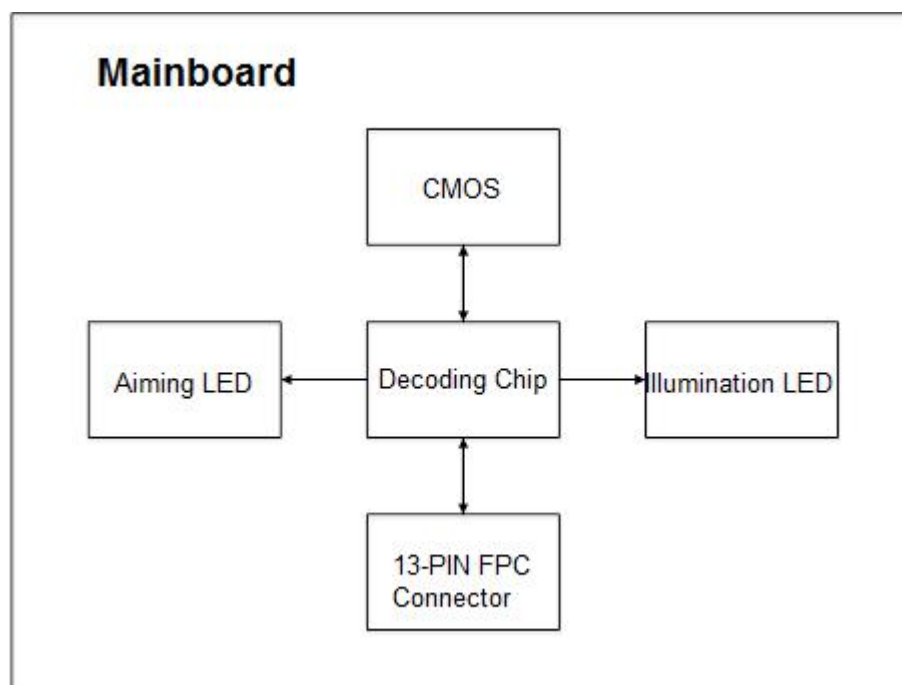 Mainboard
CMOS
Aiming LED
Decoding Chip
Illumination LED
13-PIN FPC
Connector